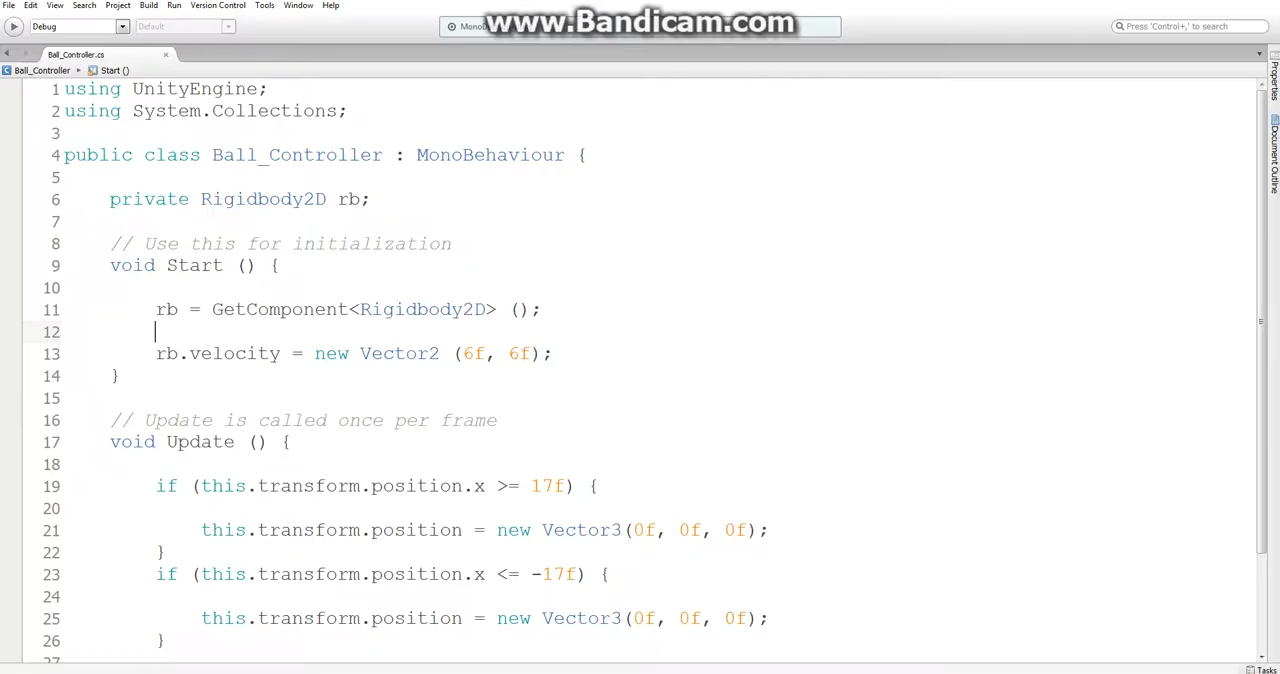 File Edit View Search Project Build Run Version Control Tools Window Help
www.Bandicam.com
Debug Default Press 'Control+,' to search
Ball_Controller.cs
Ball_Controller Start ()
1 using UnityEngine;
2 using System.Collections;
3
4 public class Ball_Controller : MonoBehaviour {
5
6 private Rigidbody2D rb;
7
8 // Use this for initialization
9 void Start () {
10
11 rb = GetComponent<Rigidbody2D> ();
12
13 rb.velocity = new Vector2 (6f, 6f);
14 }
15
16 // Update is called once per frame
17 void Update () {
18
19 if (this.transform.position.x >= 17f) {
20
21 this.transform.position = new Vector3(0f, 0f, 0f);
22 }
23 if (this.transform.position.x <= -17f) {
24
25 this.transform.position = new Vector3(0f, 0f, 0f);
26 }
27
Properties
Document Outline
Tasks